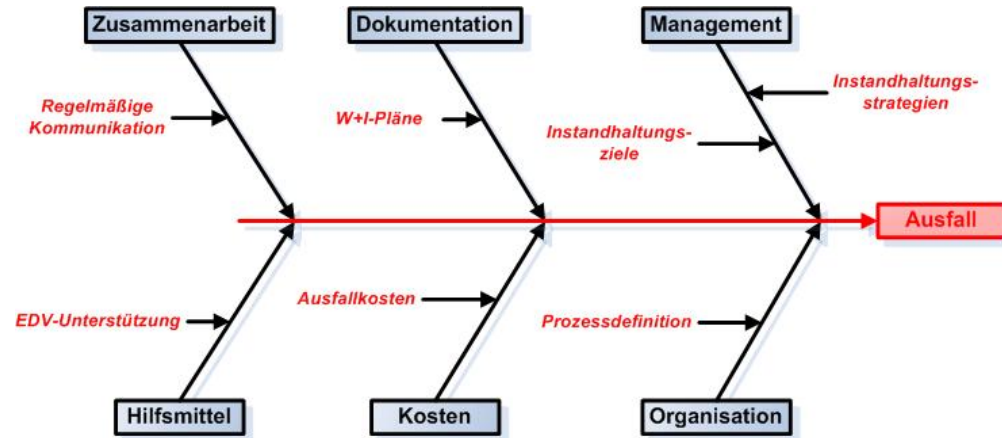 Zusammenarbeit
Dokumentation
Management
Regelmäßige
Kommunikation
W+I-Pläne
Instandhaltungs-
strategien
Instandhaltungs-
ziele
Ausfall
EDV-Unterstützung
Ausfallkosten
Prozessdefinition
Hilfsmittel
Kosten
Organisation